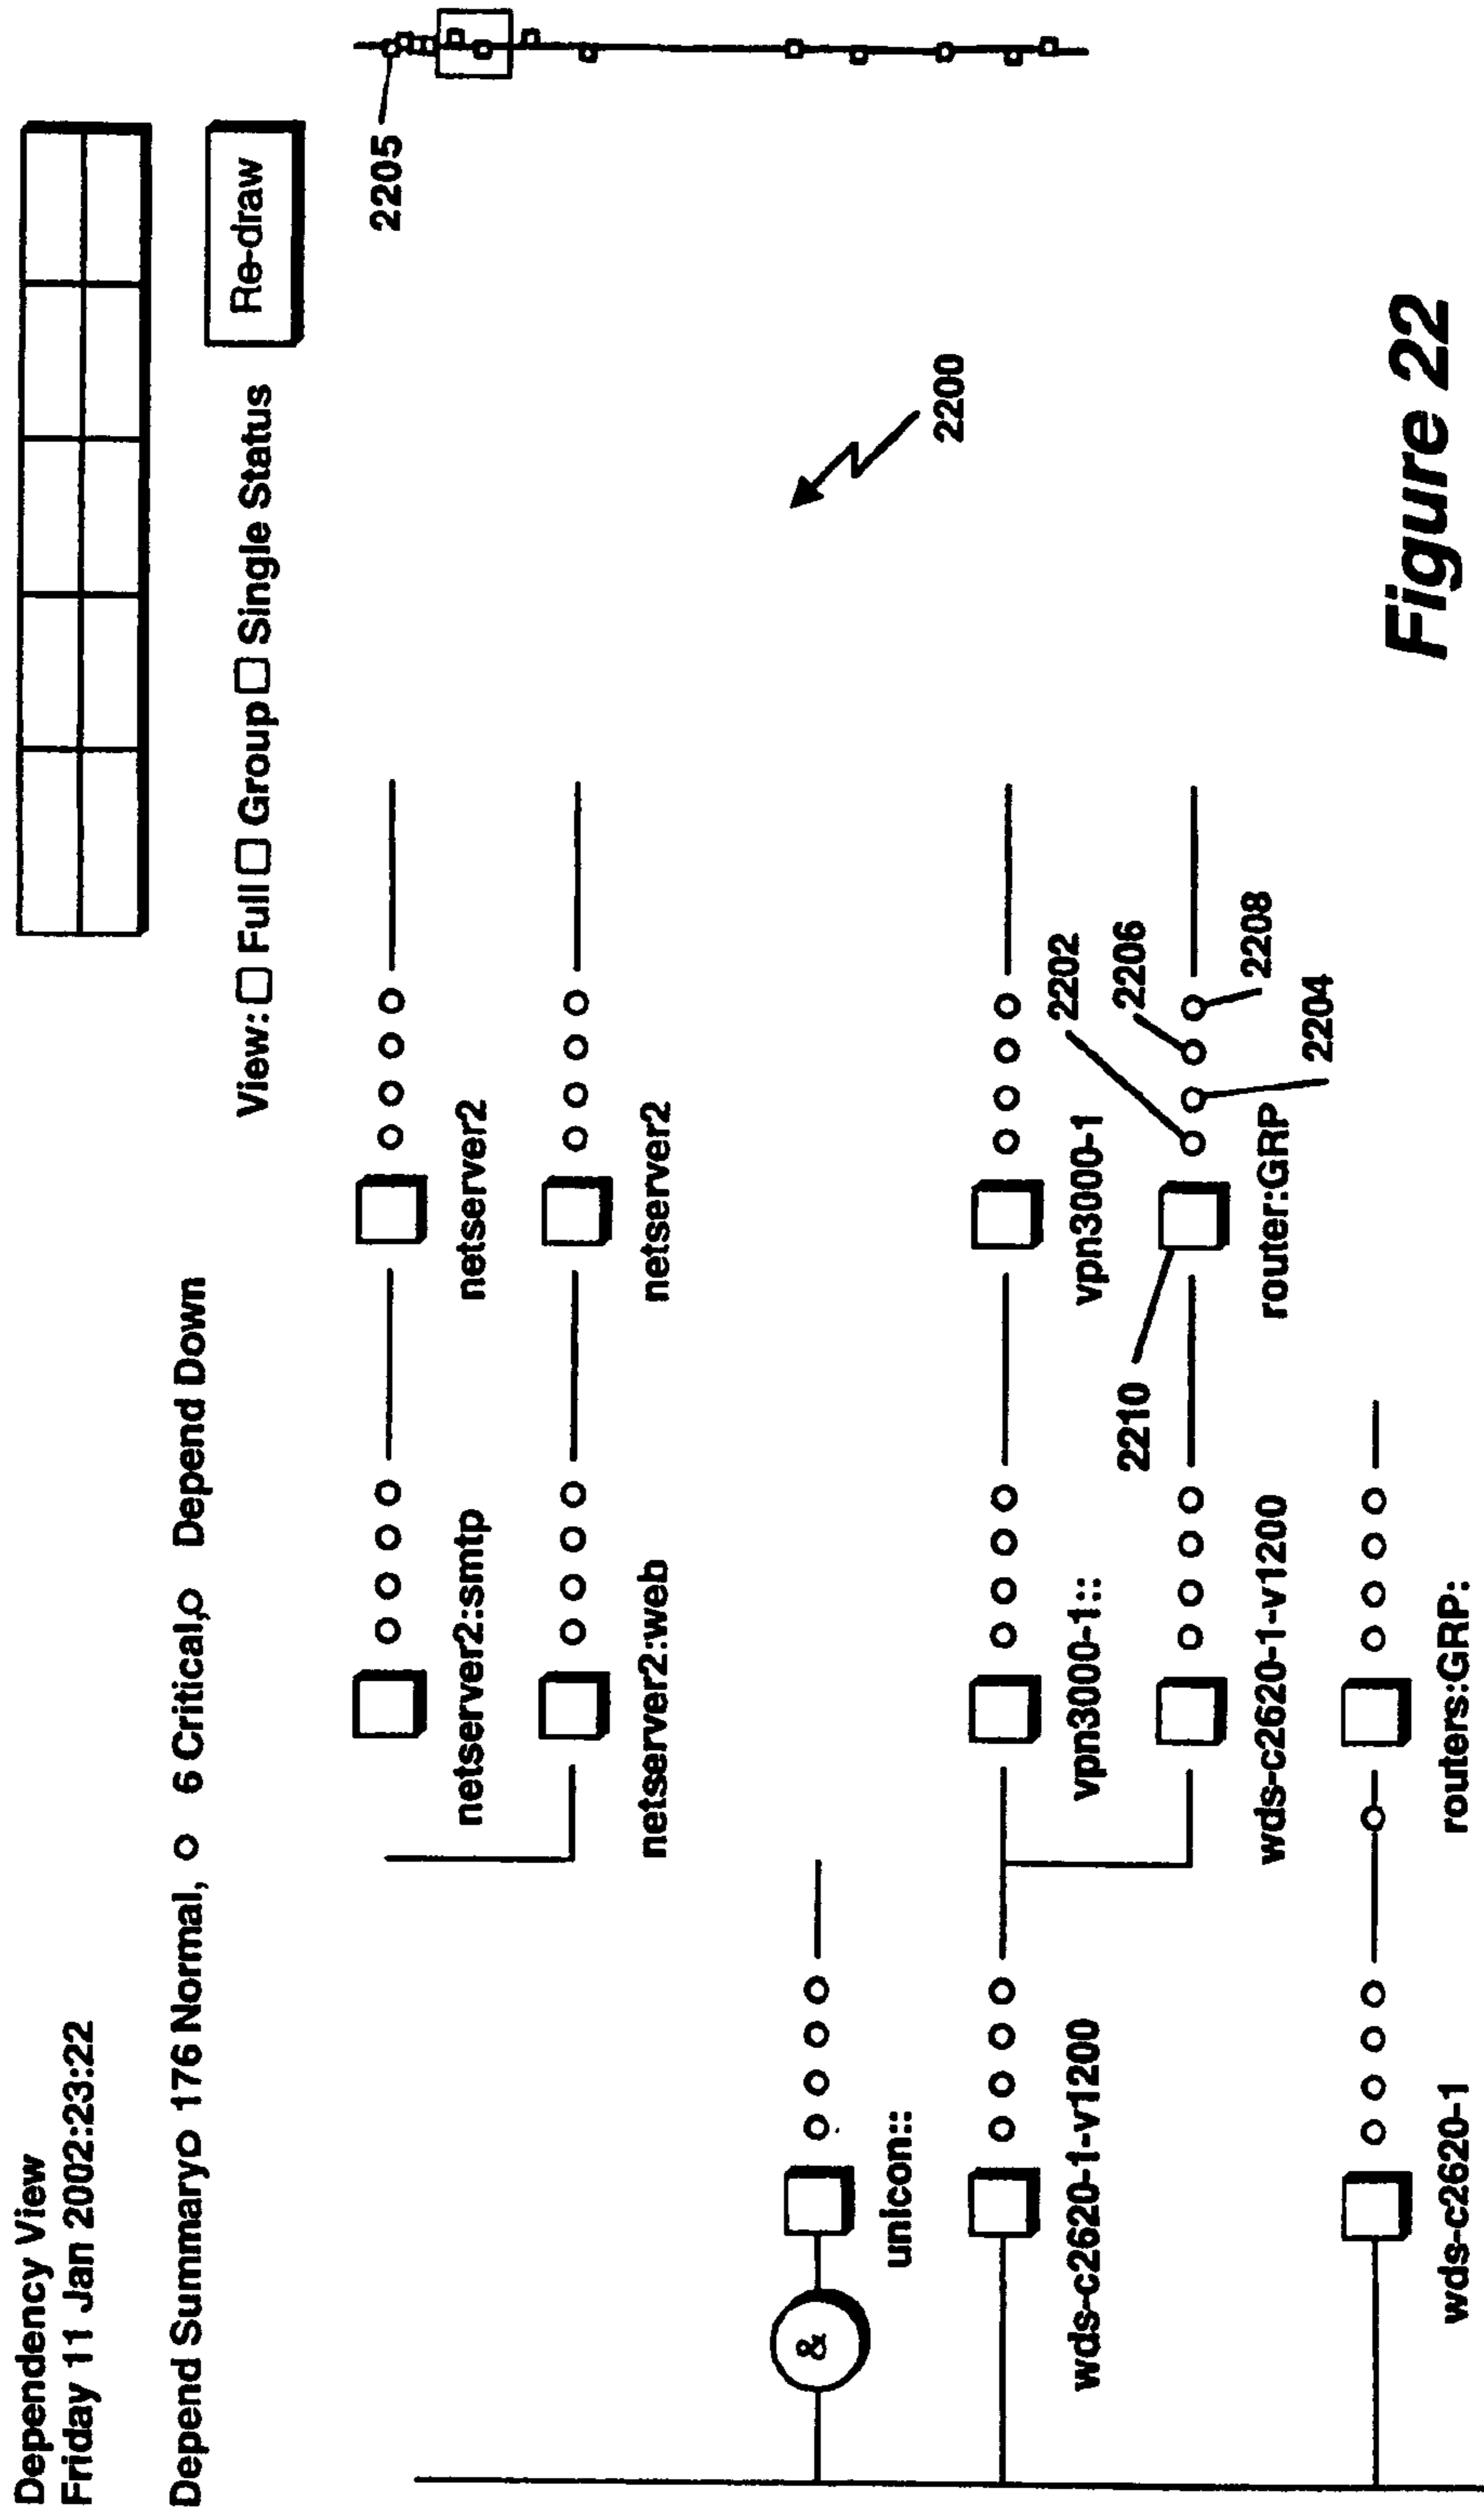 Dependency View
Friday 11 Jan 2002:23:22
Depend Summaryo 176 Normal, o 6 Critical,o Depend Down
View: Full Group Single Status
Re-draw
2205
netserver2:smtp
netserver2
netserver2:web
netserver2
&
unicon::
2200
wds-c2620-1-v1200
vpn3000-1::
vpn3000-1
2202
2210
2206
wds-c2620-1-v1200
router:GRP
2208
2204
wds-c2620-1
routers:GRP:
Figure 22